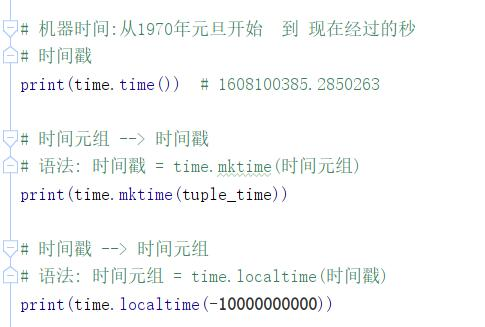 # 机器时间:从1970年元旦开始  到 现在经过的秒
# 时间戳
print(time.time())  # 1608100385.2850263
# 时间元组 --> 时间戳
# 语法: 时间戳 = time.mktime(时间元组)
print(time.mktime(tuple_time))
# 时间戳 --> 时间元组
# 语法: 时间元组 = time.localtime(时间戳)
print(time.localtime(-10000000000))